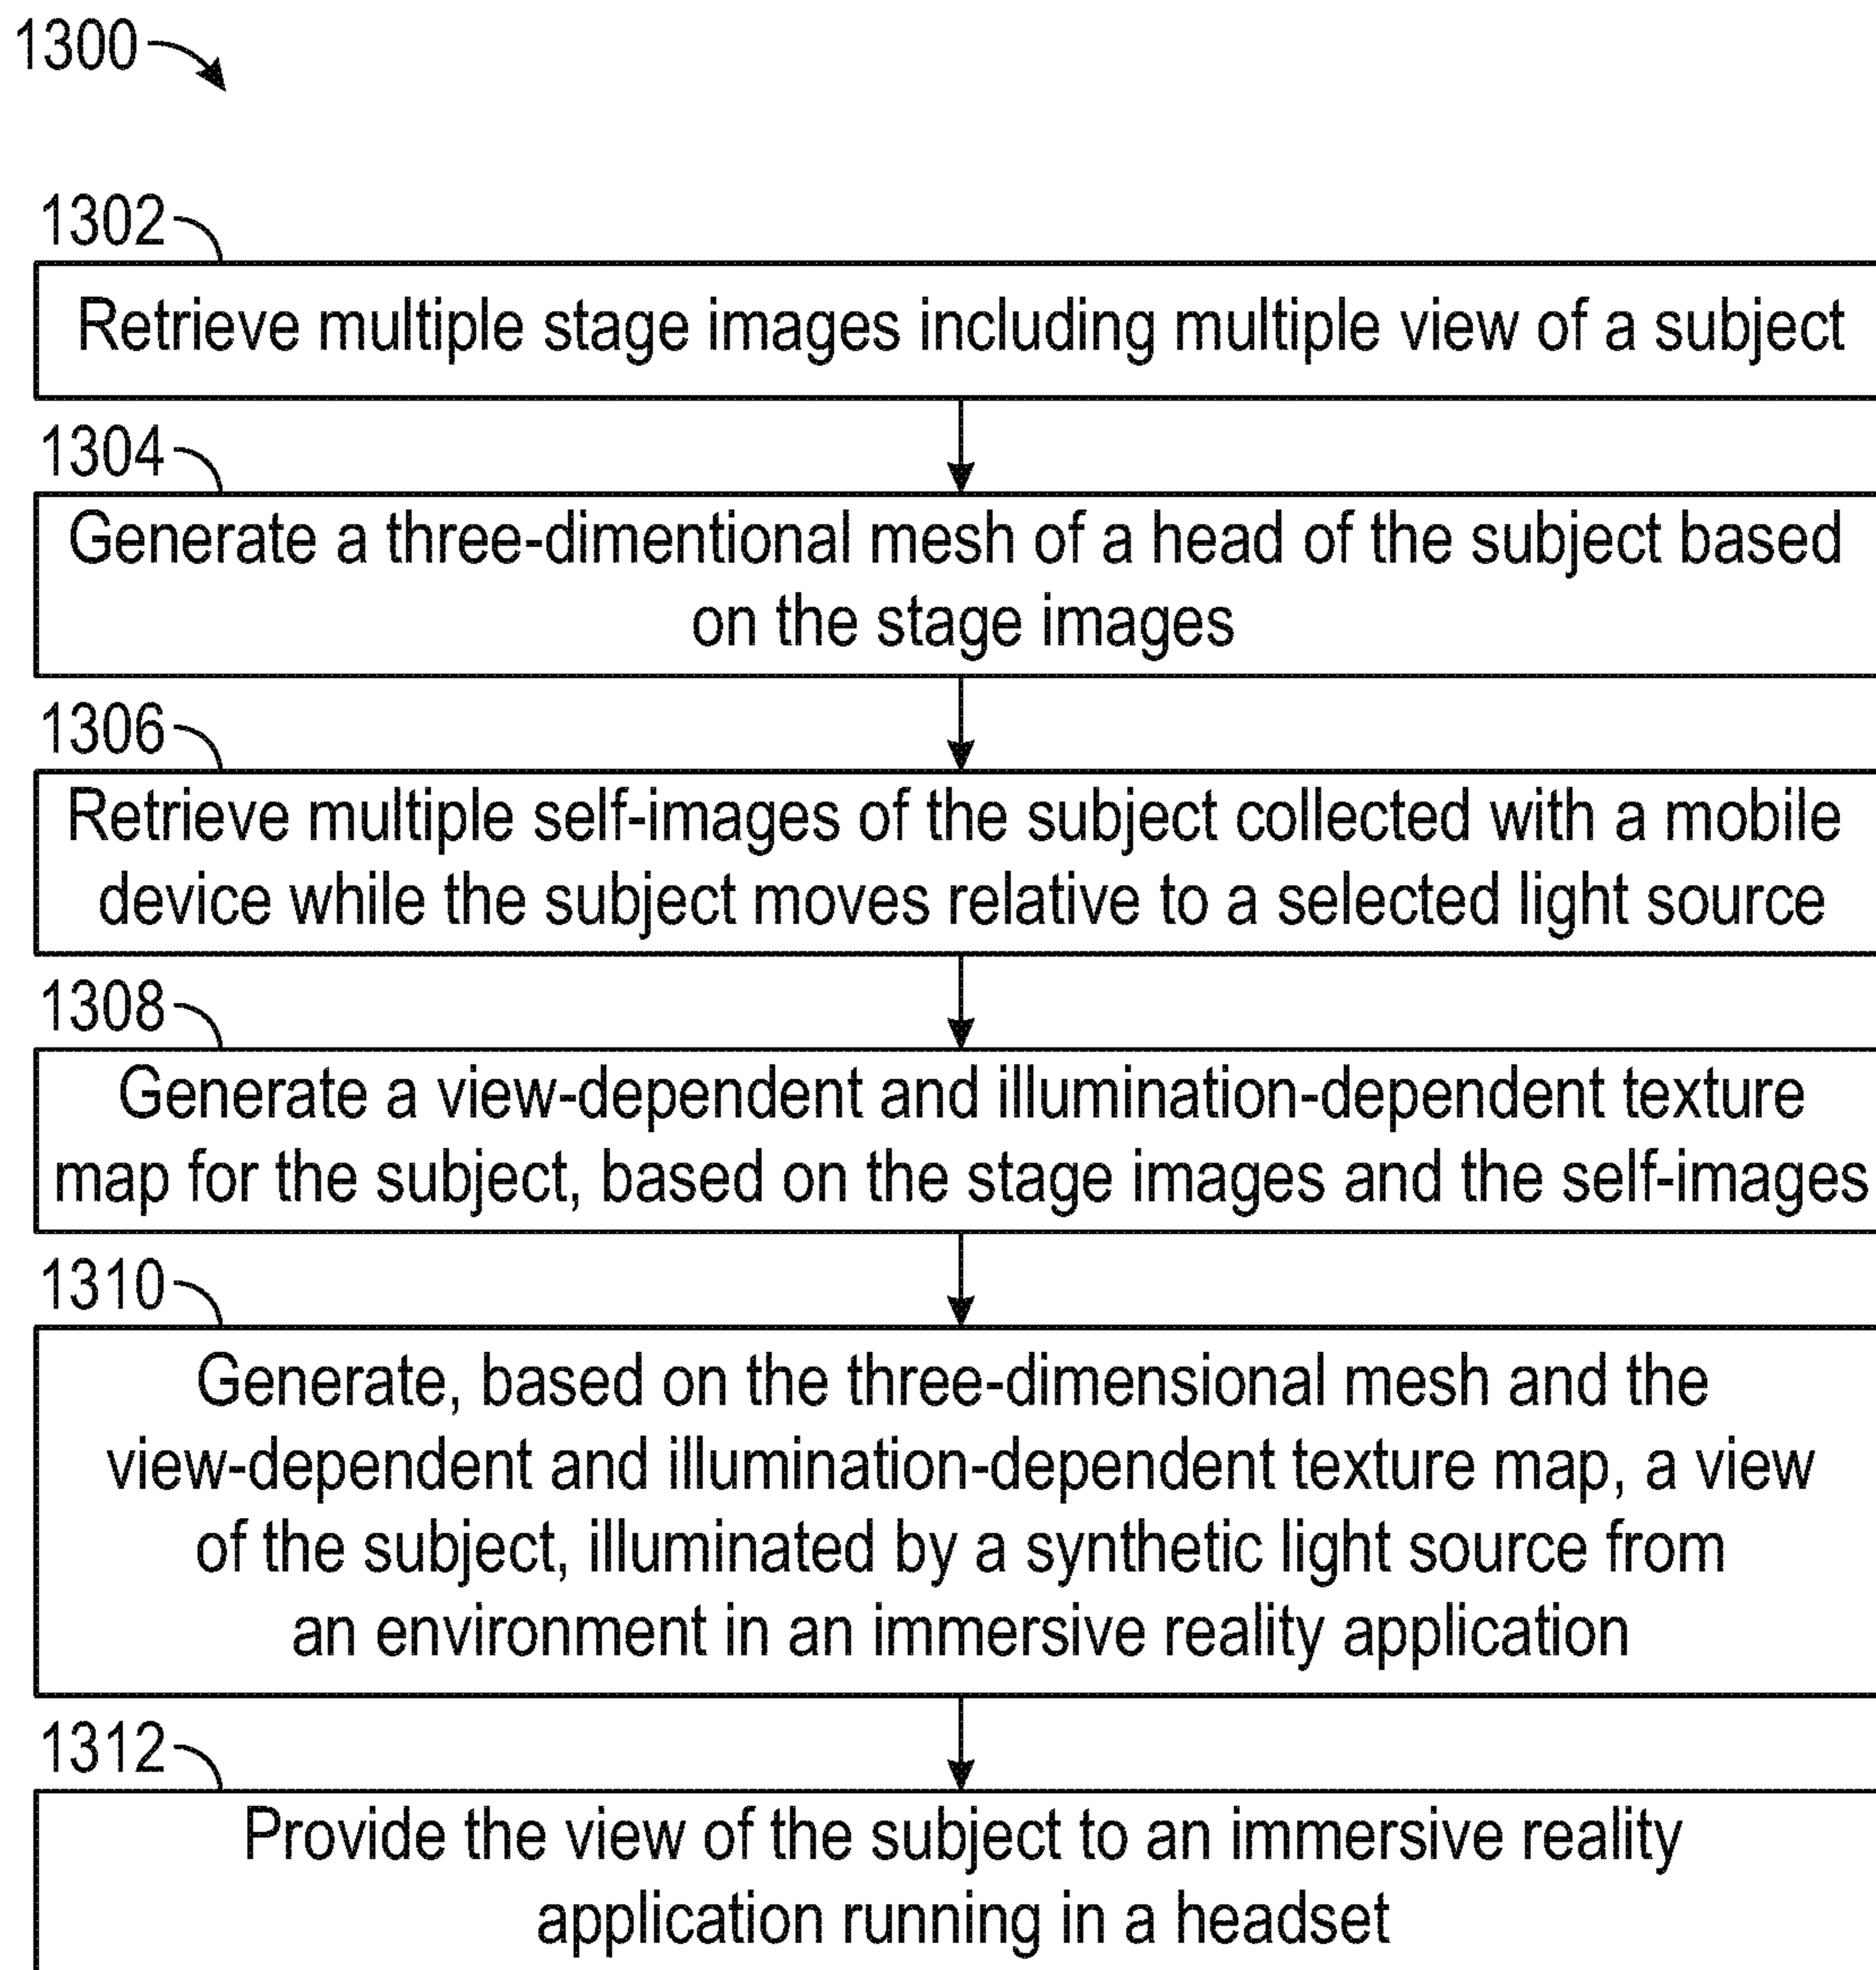 1300
1302
Retrieve multiple stage images including multiple view of a subject
1304
Generate a three-dimentional mesh of a head of the subject based
on the stage images
1306
Retrieve multiple self-images of the subject collected with a mobile
device while the subject moves relative to a selected light source
1308
Generate a view-dependent and illumination-dependent texture
map for the subject, based on the stage images and the self-images
1310
Generate, based on the three-dimensional mesh and the
view-dependent and illumination-dependent texture map, a view
of the subject, illuminated by a synthetic light source from
an environment in an immersive reality application
1312
Provide the view of the subject to an immersive reality
application running in a headset